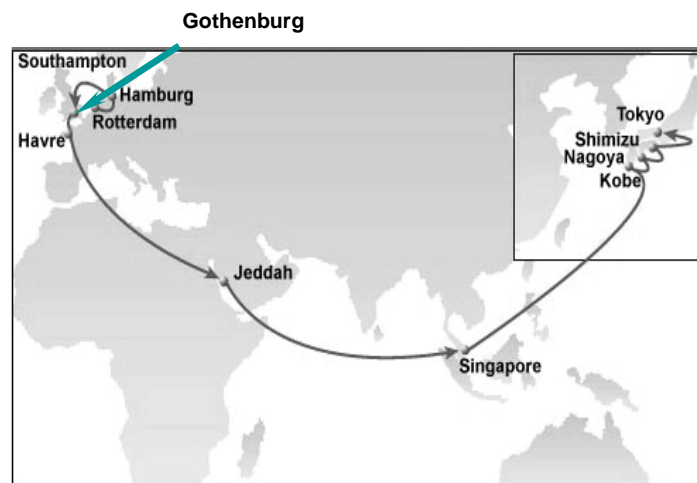 Gothenburg
Southampton
Hamburg
Rotterdam
Havre
Tokyo
Shimizu
Nagoya
Kobe
Jeddah
Singapore